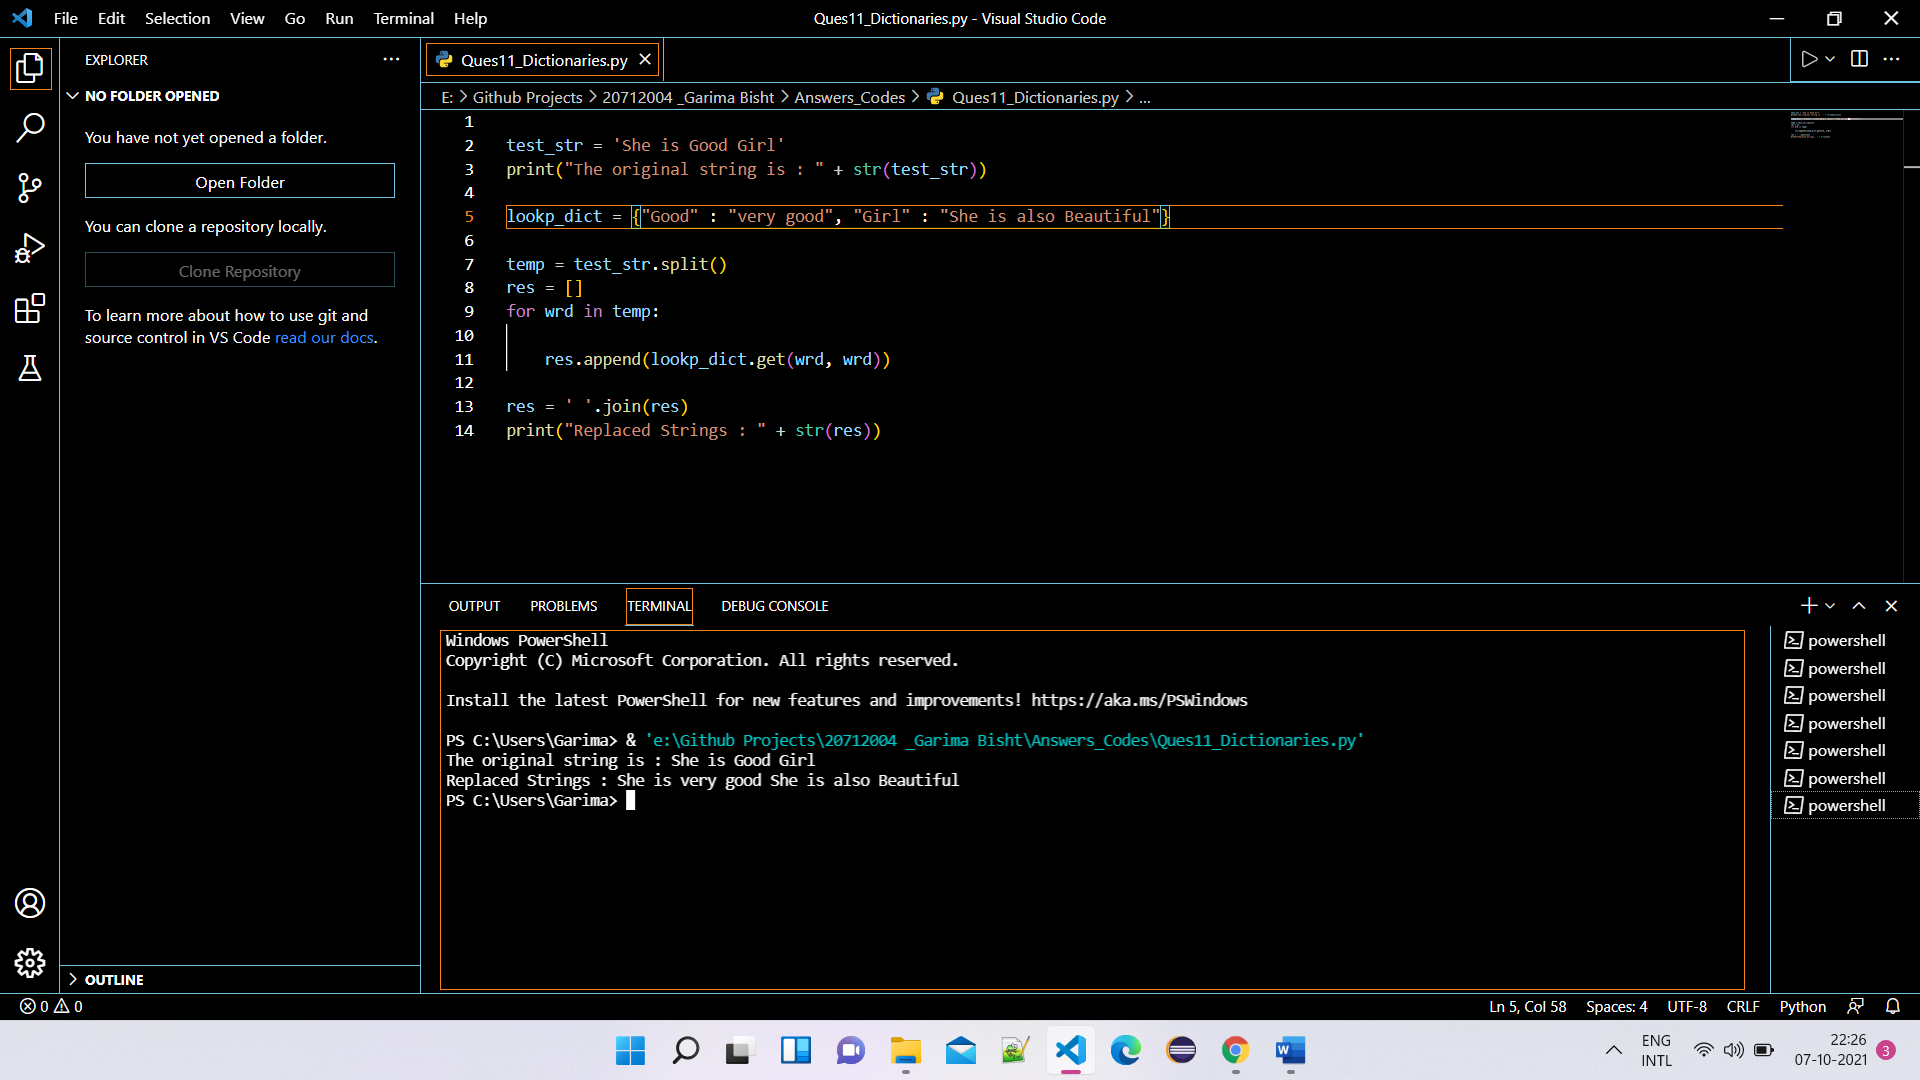 File Edit Selection View Go Run Terminal Help
Ques11_Dictionaries.py - Visual Studio Code
EXPLORER
NO FOLDER OPENED
You have not yet opened a folder.
Open Folder
You can clone a repository locally.
Clone Repository
To learn more about how to use git and
source control in VS Code read our docs.
OUTLINE
Ques11_Dictionaries.py
E: > Github Projects > 20712004 _Garima Bisht > Answers_Codes > Ques11_Dictionaries.py > ...
1
2 test_str = 'She is Good Girl'
3 print("The original string is : " + str(test_str))
4
5 lookp_dict = {"Good" : "very good", "Girl" : "She is also Beautiful"}
6
7 temp = test_str.split()
8 res = []
9 for wrd in temp:
10
11 res.append(lookp_dict.get(wrd, wrd))
12
13 res = ' '.join(res)
14 print("Replaced Strings : " + str(res))
OUTPUT PROBLEMS TERMINAL DEBUG CONSOLE
Windows PowerShell
Copyright (C) Microsoft Corporation. All rights reserved.
Install the latest PowerShell for new features and improvements! https://aka.ms/PSWindows
PS C:\Users\Garima> & 'e:\Github Projects\20712004 _Garima Bisht\Answers_Codes\Ques11_Dictionaries.py'
The original string is : She is Good Girl
Replaced Strings : She is very good She is also Beautiful
PS C:\Users\Garima>
powershell
powershell
powershell
powershell
powershell
powershell
powershell
0 0
Ln 5, Col 58 Spaces: 4 UTF-8 CRLF Python
ENG
INTL
22:26
07-10-2021
3